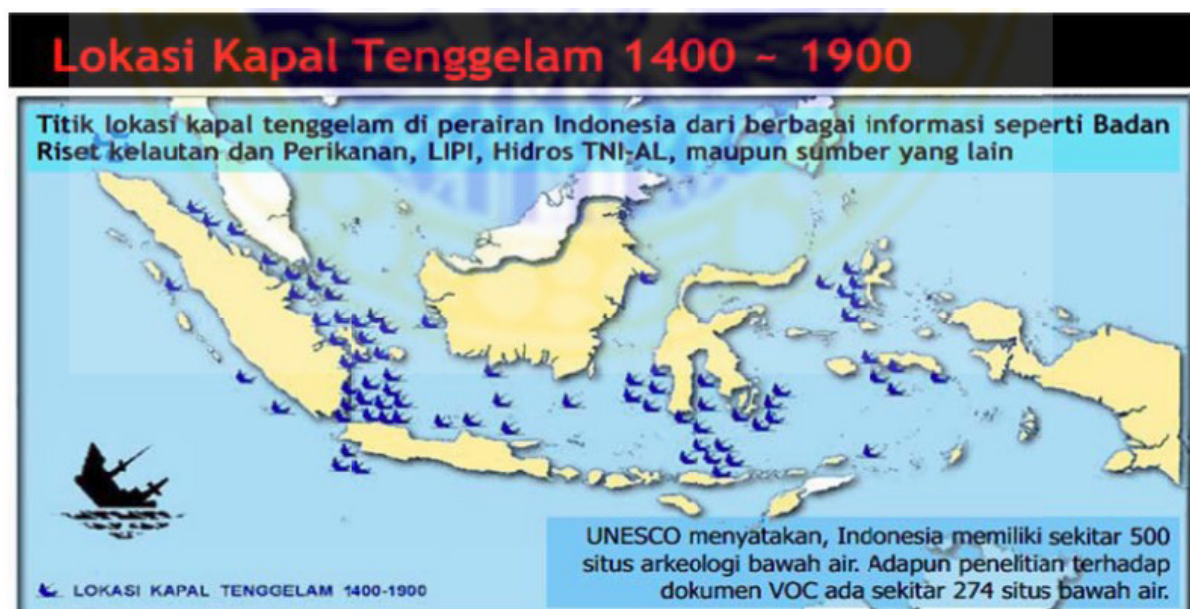 Lokasi Kapal Tenggelam 1400 ~ 1900
Titik lokasi kapal tenggelam di perairan Indonesia dari berbagai informasi seperti Badan
Riset kelautan dan Perikanan, LIPI, Hidros TNI-AL, maupun sumber yang lain
UNESCO menyatakan, Indonesia memiliki sekitar 500
situs arkeologi bawah air. Adapun penelitian terhadap
dokumen VOC ada sekitar 274 situs bawah air.
LOKASI KAPAL TENGGELAM 1400-1900